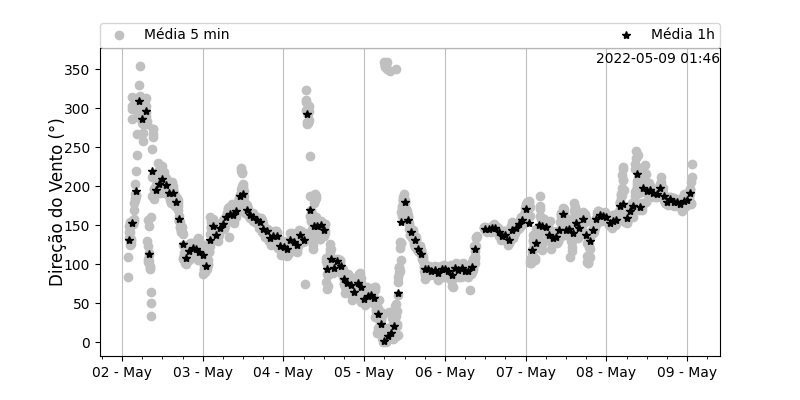 Média 5 min
Média 1h
2022-05-09 01:46
Direção do Vento (°)
350
300
250
200
150
100
50
0
02 - May
03 - May
04 - May
05 - May
06 - May
07 - May
08 - May
09 - May